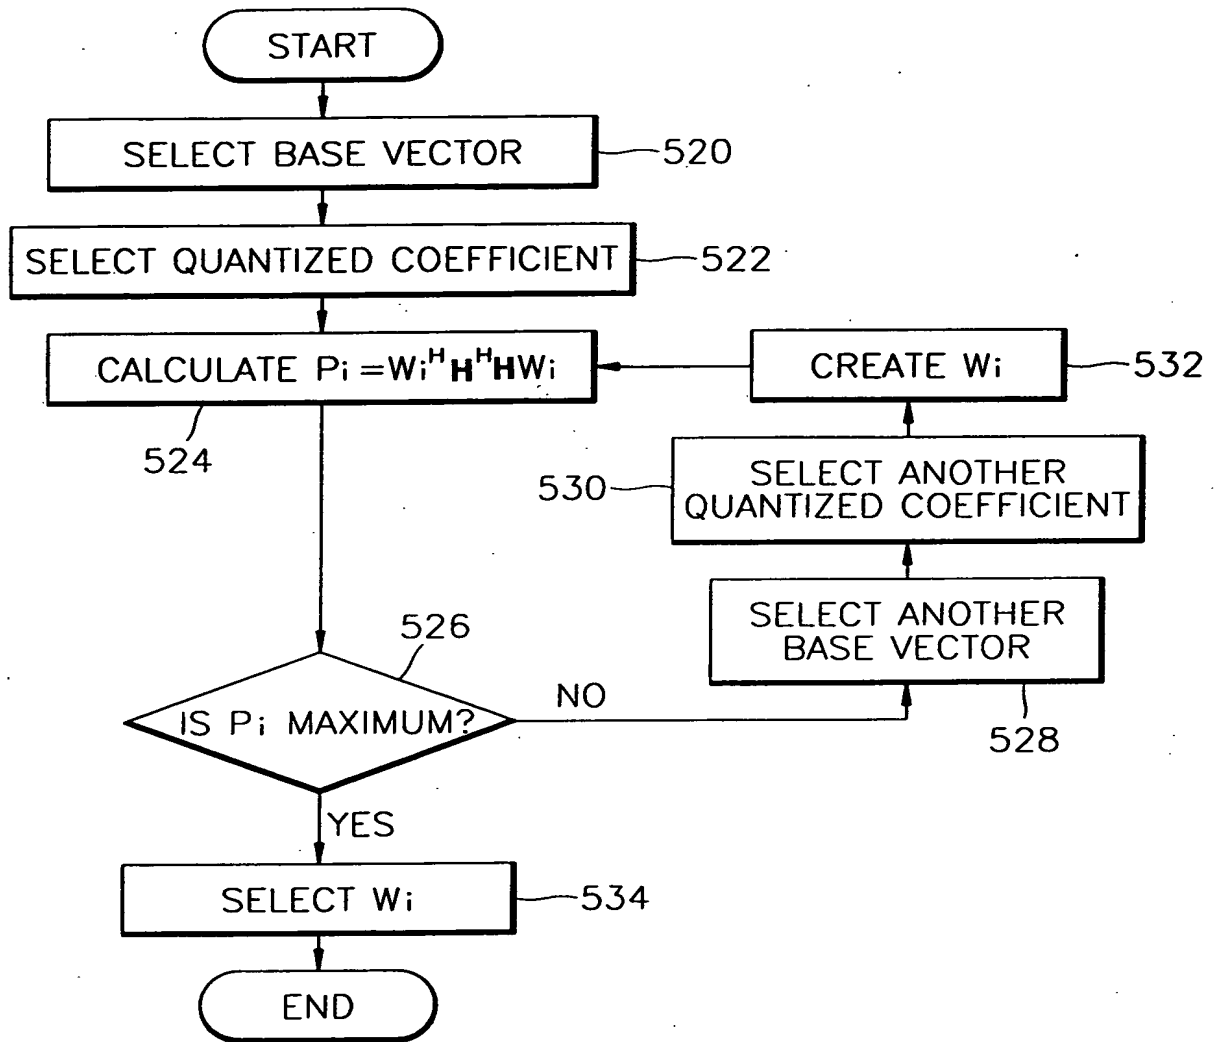 START
SELECT BASE VECTOR
520
SELECT QUANTIZED COEFFICIENT
522
CALCULATE Pi=Wi^H H^H HWi
524
CREATE Wi
532
SELECT ANOTHER
QUANTIZED COEFFICIENT
530
SELECT ANOTHER
BASE VECTOR
528
526
IS Pi MAXIMUM?
NO
YES
SELECT Wi
534
END